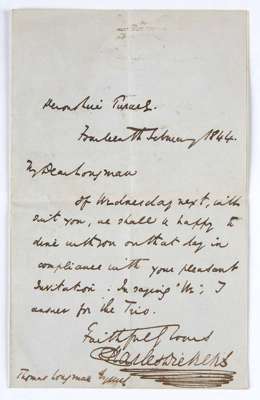 Devonshire Terrace.
Fourteenth February 1844.
My Dear Longman
If Wednesday next, will
suit you, we shall be happy to
dine with you on that day in
compliance with your pleasant
Invitation. In saying "We", I
answer for the Trio.
Faithfully Yours
Charles Dickens
Thomas Longman Esquire